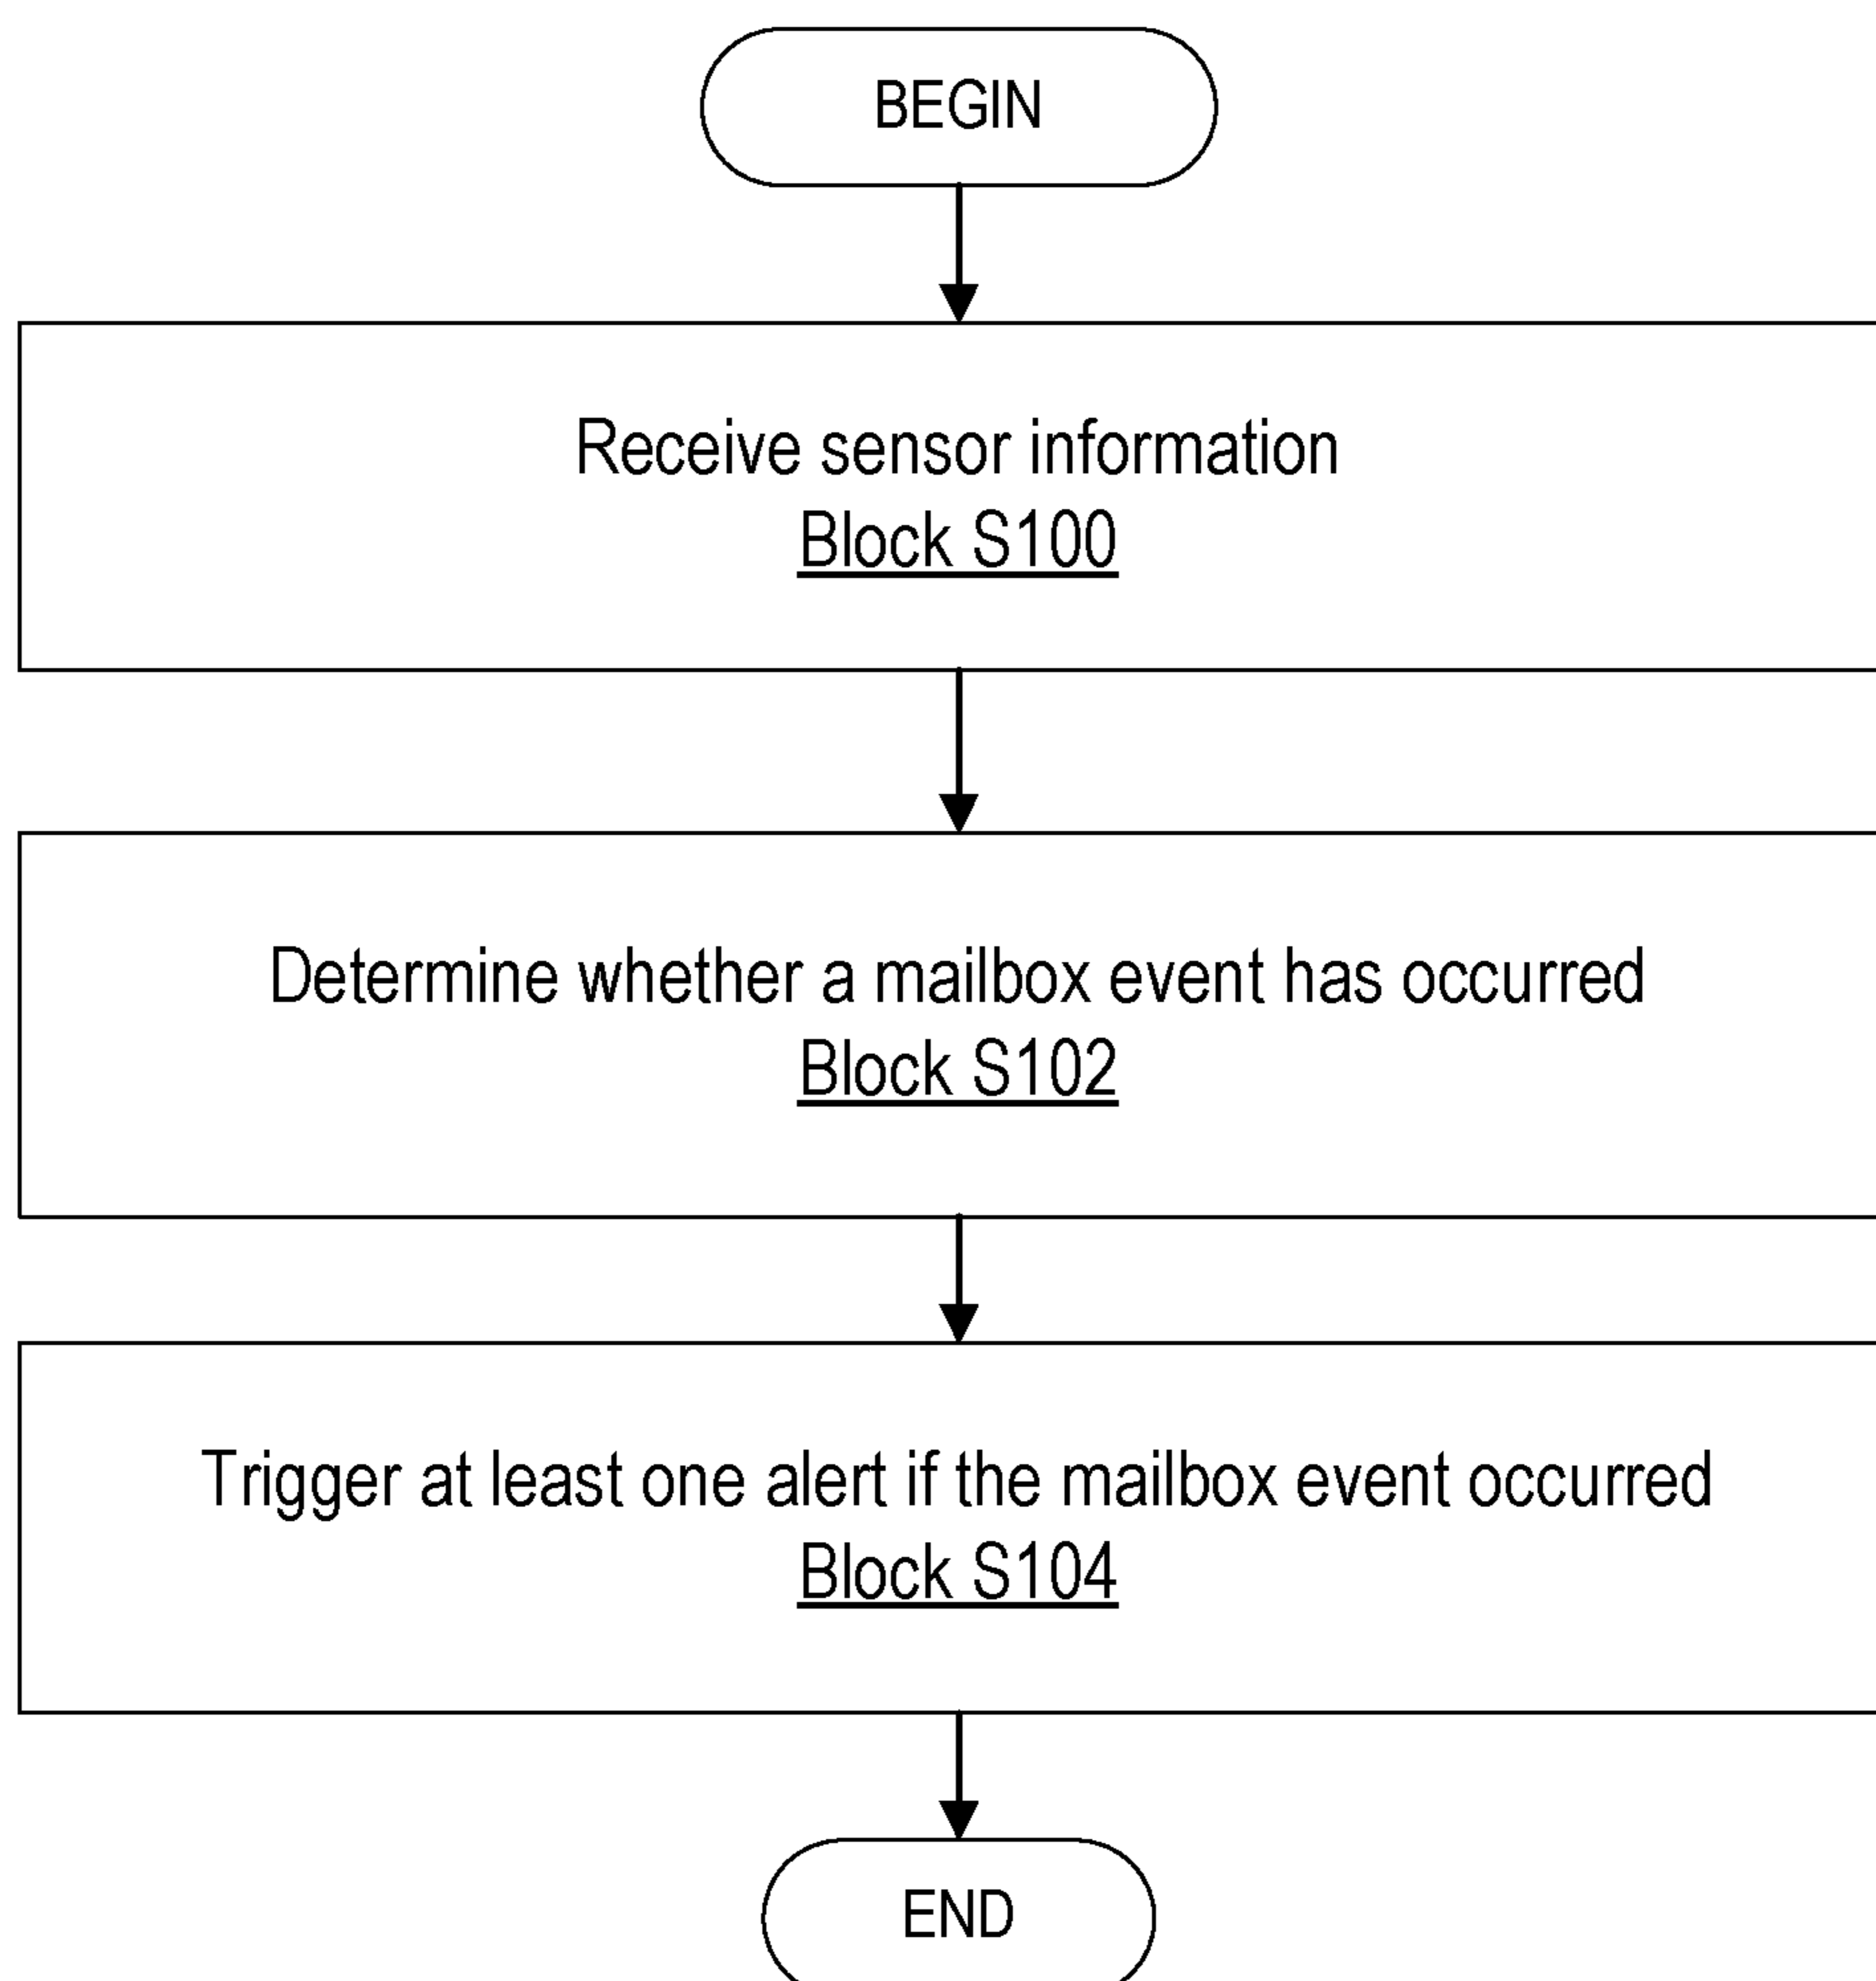 BEGIN
Receive sensor information
Block S100
Determine whether a mailbox event has occurred
Block S102
Trigger at least one alert if the mailbox event occurred
Block S104
END